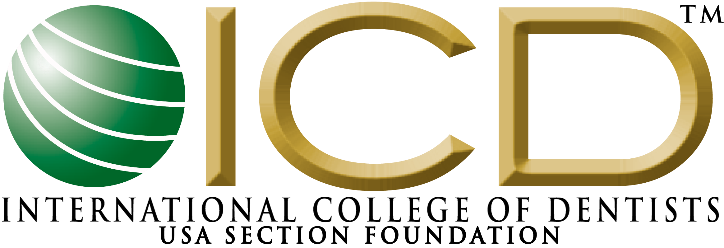 ICD™
INTERNATIONAL COLLEGE OF DENTISTS
USA SECTION FOUNDATION